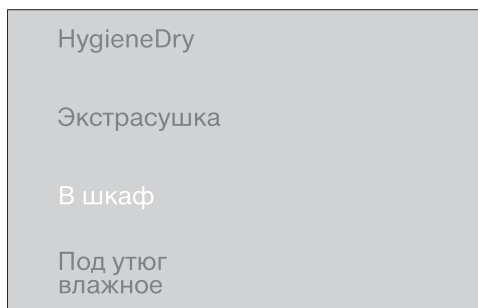 HygieneDry
Экстрасушка
В шкаф
Под утюг
влажное